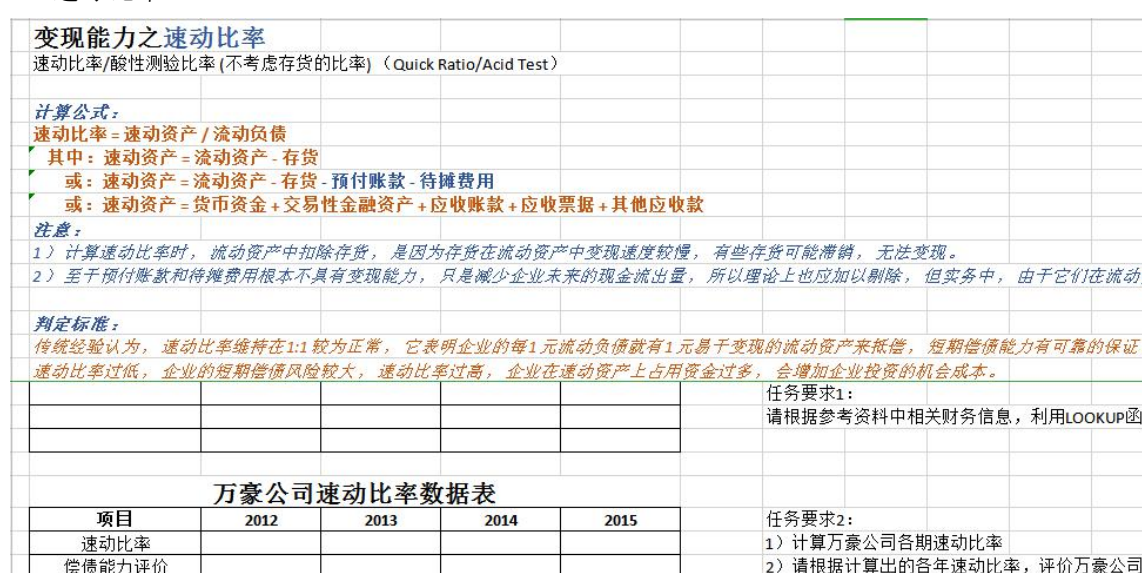 变现能力之速动比率
速动比率/酸性测验比率 (不考虑存货的比率) （Quick Ratio/Acid Test）
计算公式：
速动比率 = 速动资产 / 流动负债
其中：速动资产 = 流动资产 - 存货
或：速动资产 = 流动资产 - 存货 - 预付账款 - 待摊费用
或：速动资产 = 货币资金 + 交易性金融资产 + 应收账款 + 应收票据 + 其他应收款
注意：
1）计算速动比率时，流动资产中扣除存货，是因为存货在流动资产中变现速度较慢，有些存货可能滞销，无法变现。
2）至于预付账款和待摊费用根本不具有变现能力，只是减少企业未来的现金流出量，所以理论上也应加以剔除，但实务中，由于它们在流动
判定标准：
传统经验认为，速动比率维持在1:1较为正常，它表明企业的每1元流动负债就有1元易于变现的流动资产来抵偿，短期偿债能力有可靠的保证
速动比率过低，企业的短期偿债风险较大，速动比率过高，企业在速动资产上占用资金过多，会增加企业投资的机会成本。
任务要求1：
请根据参考资料中相关财务信息，利用LOOKUP函
万豪公司速动比率数据表
项目 2012 2013 2014 2015
任务要求2：
速动比率
1）计算万豪公司各期速动比率
偿债能力评价
2）请根据计算出的各年速动比率，评价万豪公司